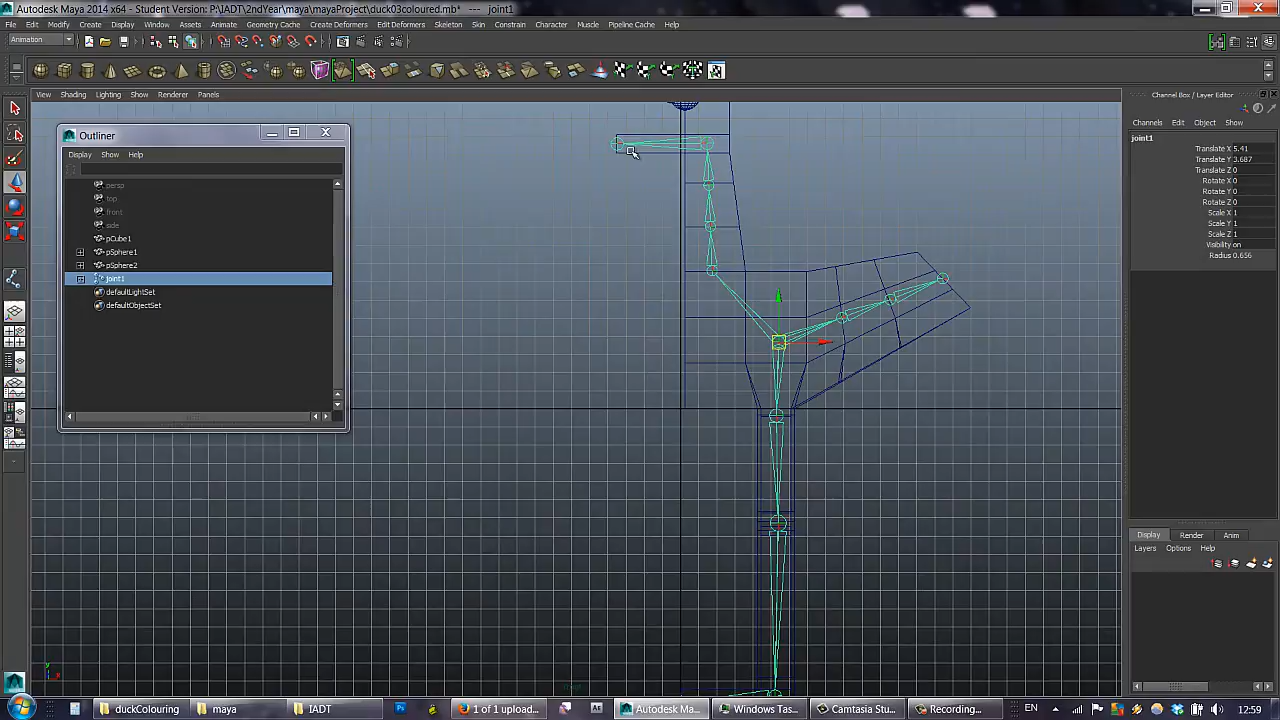 Autodesk Maya 2014 x64 - Student Version: P:\IADT\2ndYear\maya\mayaProject\duck03coloured.mb* --- joint1
File Edit Modify Create Display Window Assets Animate Geometry Cache Create Deformers Edit Deformers Skeleton Skin Constrain Character Muscle Pipeline Cache Help
Animation
View Shading Lighting Show Renderer Panels
Channel Box / Layer Editor
Channels Edit Object Show
joint1
Translate X 5.41
Translate Y 3.687
Translate Z 0
Rotate X 0
Rotate Y 0
Rotate Z 0
Scale X 1
Scale Y 1
Scale Z 1
Visibility on
Radius 0.656
Outliner
Display Show Help
persp
top
front
side
pCube1
pSphere1
pSphere2
joint1
defaultLightSet
defaultObjectSet
Display Render Anim
Layers Options Help
y
x
duckColouring maya IADT 1 of 1 upload... Autodesk Ma... Windows Tas... Camtasia Stu... Recording... EN 12:59